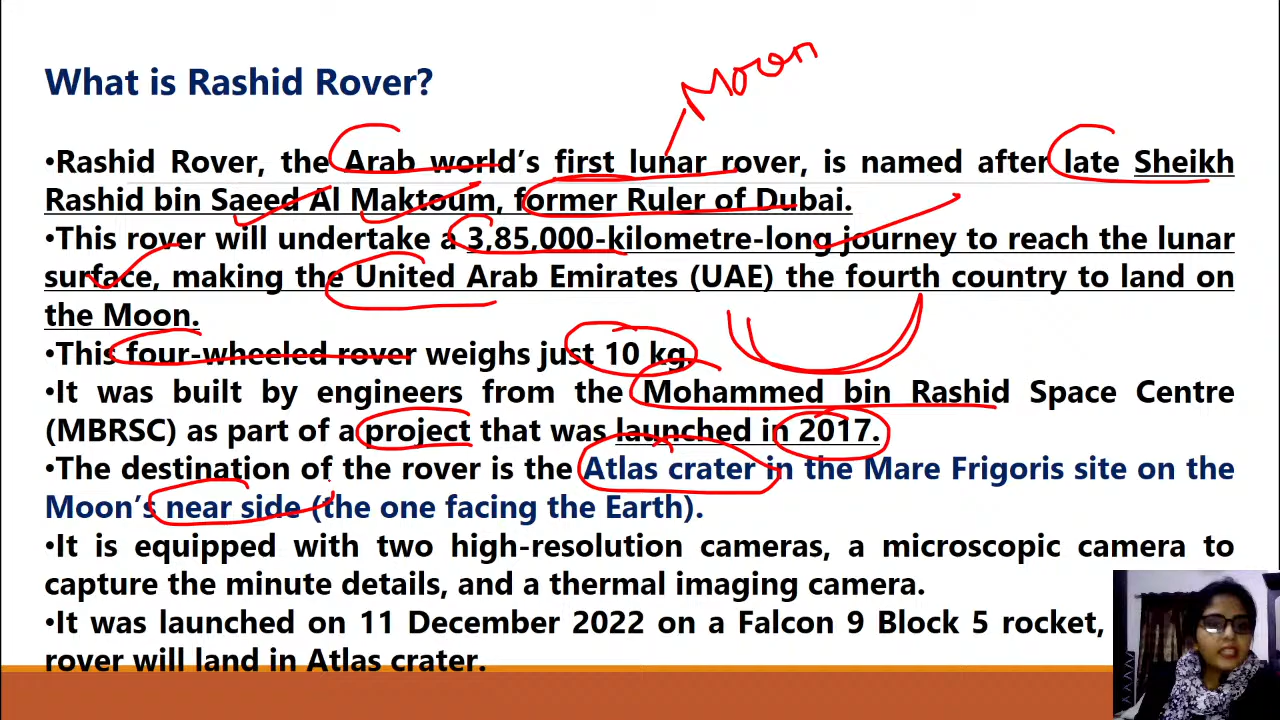 What is Rashid Rover?
Moon
•Rashid Rover, the Arab world's first lunar rover, is named after late Sheikh
Rashid bin Saeed Al Maktoum, former Ruler of Dubai.
•This rover will undertake a 3,85,000-kilometre-long journey to reach the lunar
surface, making the United Arab Emirates (UAE) the fourth country to land on
the Moon.
•This four-wheeled rover weighs just 10 kg.
•It was built by engineers from the Mohammed bin Rashid Space Centre
(MBRSC) as part of a project that was launched in 2017.
•The destination of the rover is the Atlas crater in the Mare Frigoris site on the
Moon's near side (the one facing the Earth).
•It is equipped with two high-resolution cameras, a microscopic camera to
capture the minute details, and a thermal imaging camera.
•It was launched on 11 December 2022 on a Falcon 9 Block 5 rocket,
rover will land in Atlas crater.